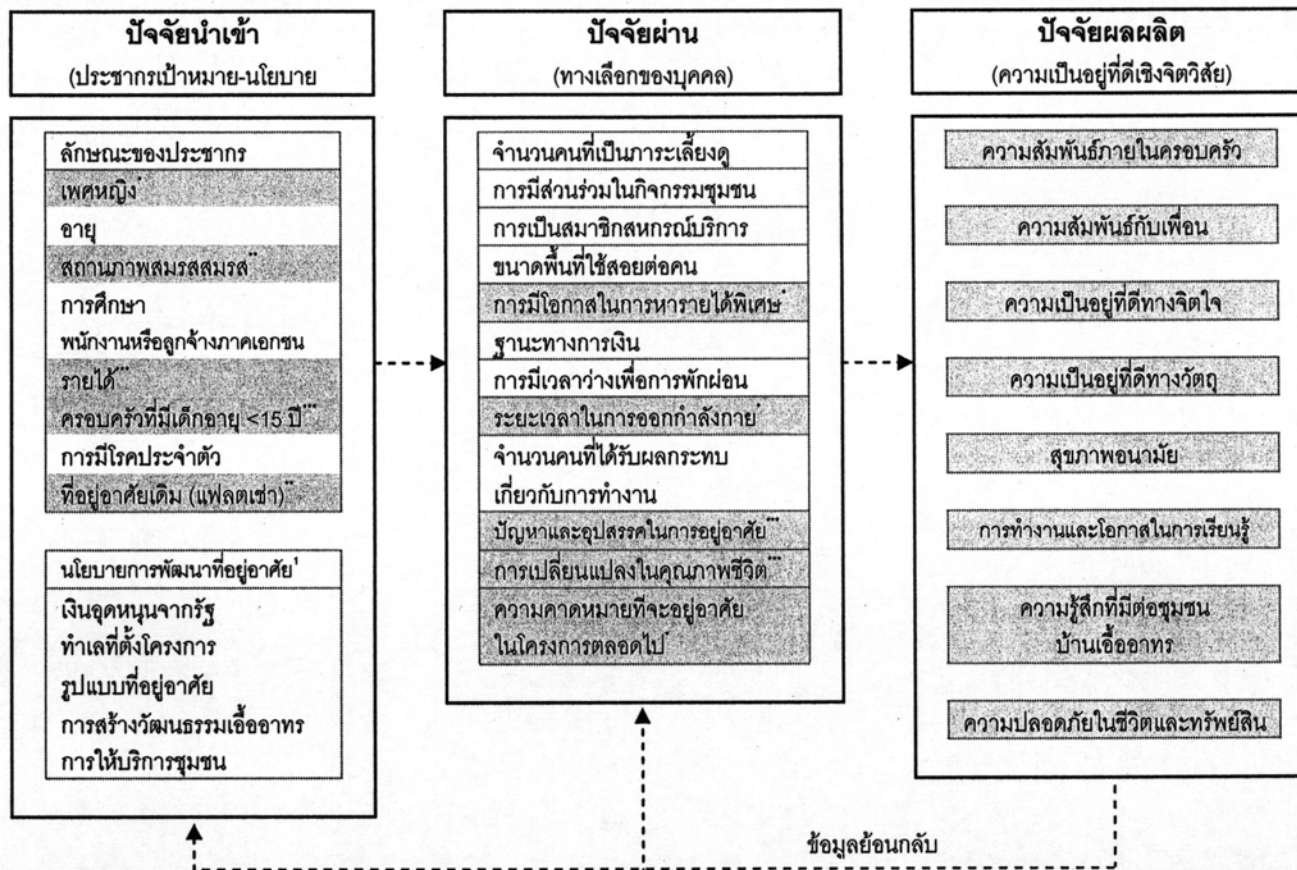 ปัจจัยนำเข้า
(ประชากรเป้าหมาย-นโยบาย
ลักษณะของประชากร
เพศหญิง*
อายุ
สถานภาพสมรสสมรส**
การศึกษา
พนักงานหรือลูกจ้างภาคเอกชน
รายได้***
ครอบครัวที่มีเด็กอายุ <15 ปี***
การมีโรคประจำตัว
ที่อยู่อาศัยเดิม (แฟลตเช่า)**
นโยบายการพัฒนาที่อยู่อาศัย¹
เงินอุดหนุนจากรัฐ
ทำเลที่ตั้งโครงการ
รูปแบบที่อยู่อาศัย
การสร้างวัฒนธรรมเอื้ออาทร
การให้บริการชุมชน
ปัจจัยผ่าน
(ทางเลือกของบุคคล)
จำนวนคนที่เป็นภาระเลี้ยงดู
การมีส่วนร่วมในกิจกรรมชุมชน
การเป็นสมาชิกสหกรณ์บริการ
ขนาดพื้นที่ใช้สอยต่อคน
การมีโอกาสในการหารายได้พิเศษ*
ฐานะทางการเงิน
การมีเวลาว่างเพื่อการพักผ่อน
ระยะเวลาในการออกกำลังกาย*
จำนวนคนที่ได้รับผลกระทบ
เกี่ยวกับการทำงาน
ปัญหาและอุปสรรคในการอยู่อาศัย***
การเปลี่ยนแปลงในคุณภาพชีวิต***
ความคาดหมายที่จะอยู่อาศัย
ในโครงการตลอดไป*
ปัจจัยผลผลิต
(ความเป็นอยู่ที่ดีเชิงจิตวิสัย)
ความสัมพันธ์ภายในครอบครัว
ความสัมพันธ์กับเพื่อน
ความเป็นอยู่ที่ดีทางจิตใจ
ความเป็นอยู่ที่ดีทางวัตถุ
สุขภาพอนามัย
การทำงานและโอกาสในการเรียนรู้
ความรู้สึกที่มีต่อชุมชน
บ้านเอื้ออาทร
ความปลอดภัยในชีวิตและทรัพย์สิน
ข้อมูลย้อนกลับ